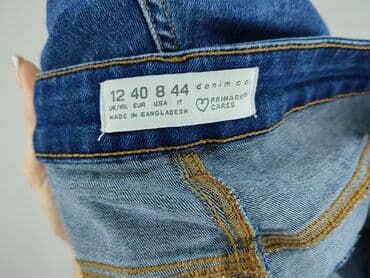 12 40 8 44 denim co
UK/IRL EUR USA IT
MADE IN BANGLADESH
PRIMARK®
CARES